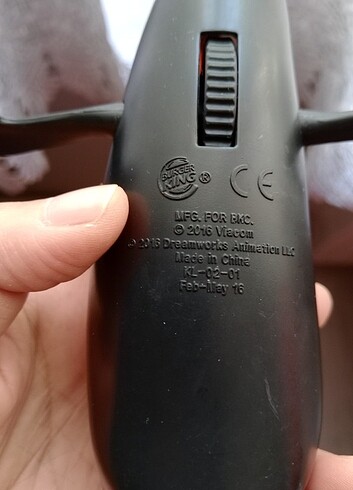 BURGER
KING ®
CE
MFG. FOR BKC.
© 2016 Viacom
© 2016 Dreamworks Animation LLC
Made in China
KL-02-01
Feb-May 16